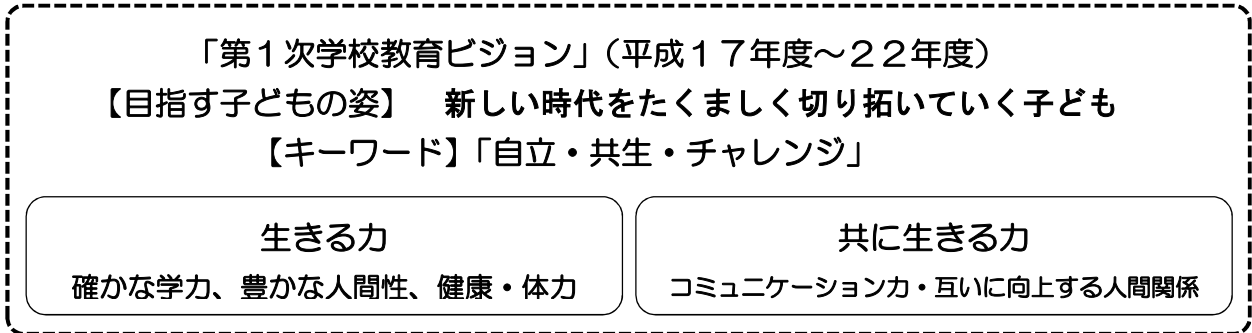 「第１次学校教育ビジョン」（平成１７年度～２２年度）
【目指す子どもの姿】　新しい時代をたくましく切り拓いていく子ども
【キーワード】「自立・共生・チャレンジ」
生きる力
確かな学力、豊かな人間性、健康・体力
共に生きる力
コミュニケーション力・互いに向上する人間関係